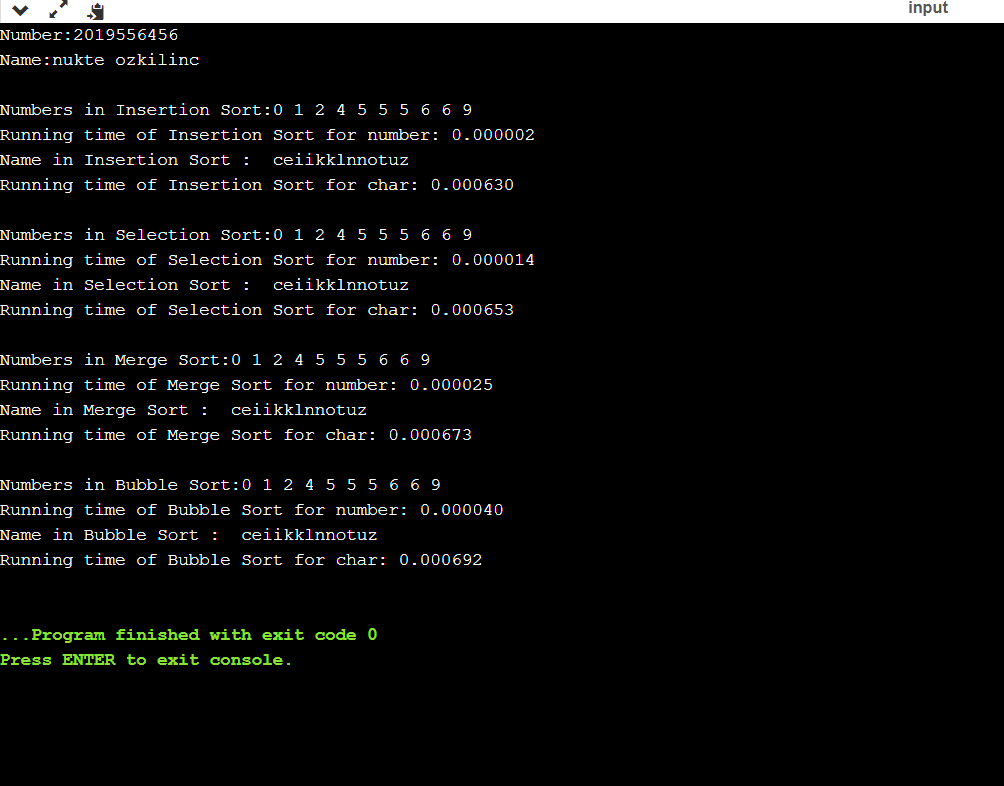 input
Number:2019556456
Name:nukte ozkilinc
Numbers in Insertion Sort:0 1 2 4 5 5 5 6 6 9
Running time of Insertion Sort for number: 0.000002
Name in Insertion Sort :  ceiikklnnotuz
Running time of Insertion Sort for char: 0.000630
Numbers in Selection Sort:0 1 2 4 5 5 5 6 6 9
Running time of Selection Sort for number: 0.000014
Name in Selection Sort :  ceiikklnnotuz
Running time of Selection Sort for char: 0.000653
Numbers in Merge Sort:0 1 2 4 5 5 5 6 6 9
Running time of Merge Sort for number: 0.000025
Name in Merge Sort :  ceiikklnnotuz
Running time of Merge Sort for char: 0.000673
Numbers in Bubble Sort:0 1 2 4 5 5 5 6 6 9
Running time of Bubble Sort for number: 0.000040
Name in Bubble Sort :  ceiikklnnotuz
Running time of Bubble Sort for char: 0.000692
...Program finished with exit code 0
Press ENTER to exit console.